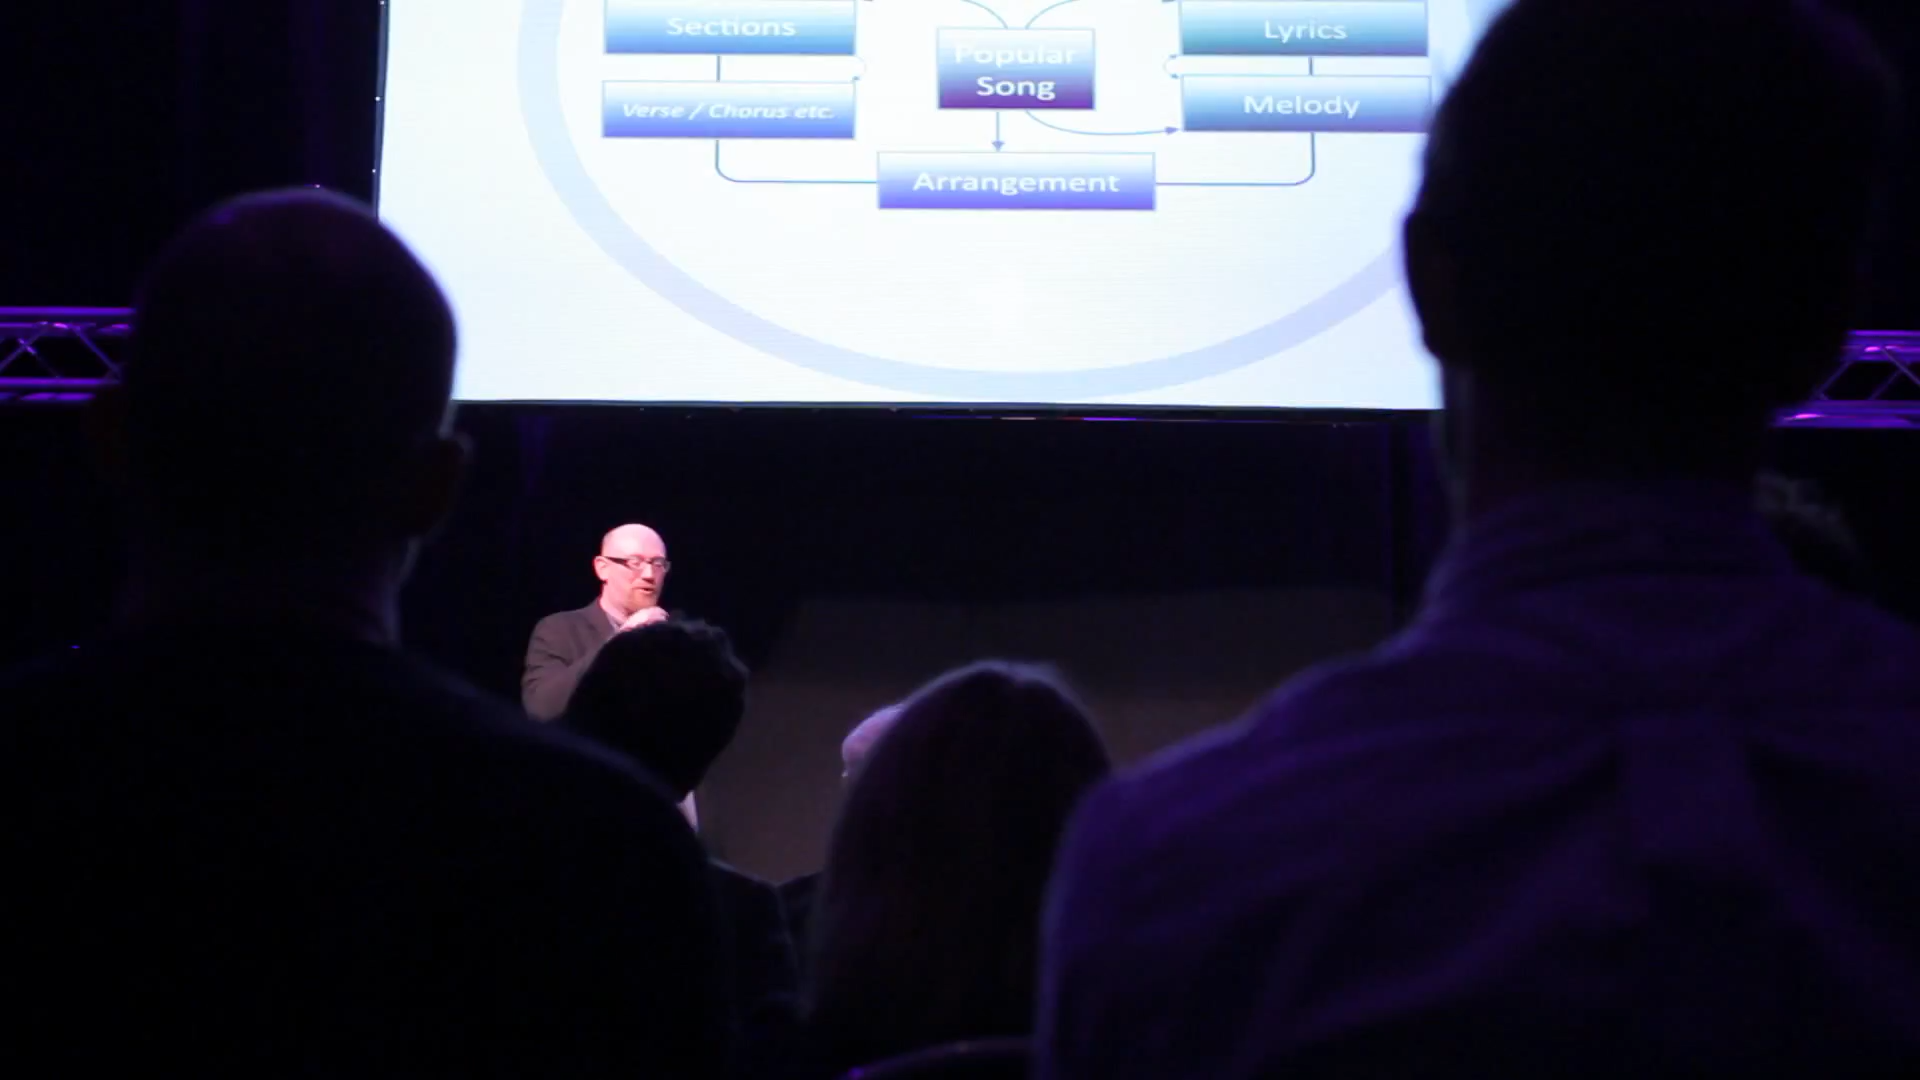 Sections
Popular
Song
Lyrics
Verse / Chorus etc.
Melody
Arrangement